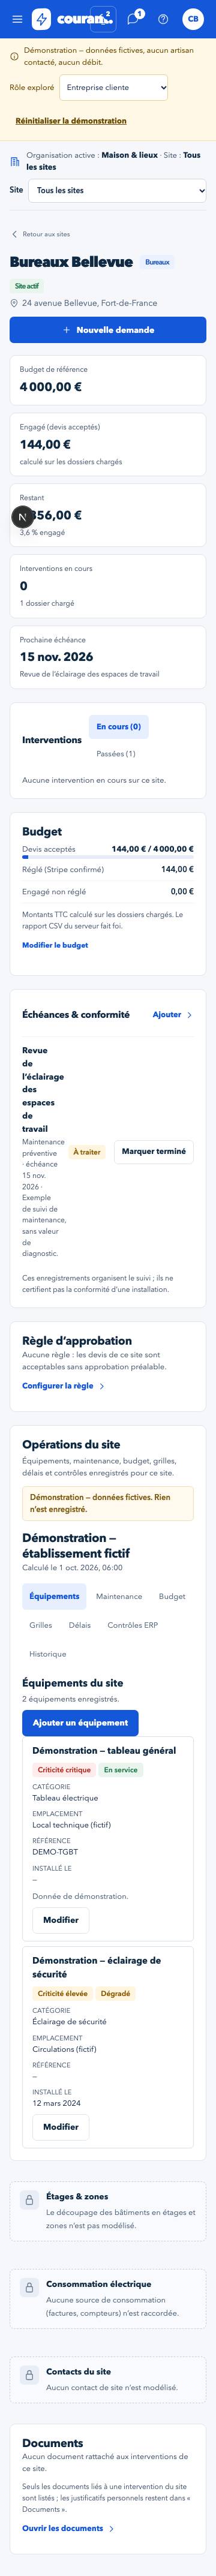 couran
2
1
CB
Démonstration — données fictives, aucun artisan
contacté, aucun débit.
Rôle exploré
Entreprise cliente
Réinitialiser la démonstration
Organisation active : Maison & lieux · Site : Tous
les sites
Site
Tous les sites
Retour aux sites
Bureaux Bellevue
Bureaux
Site actif
24 avenue Bellevue, Fort-de-France
Nouvelle demande
Budget de référence
4 000,00 €
Engagé (devis acceptés)
144,00 €
calculé sur les dossiers chargés
Restant
N
856,00 €
3,6 % engagé
Interventions en cours
0
1 dossier chargé
Prochaine échéance
15 nov. 2026
Revue de l’éclairage des espaces de travail
Interventions
En cours (0)
Passées (1)
Aucune intervention en cours sur ce site.
Budget
Devis acceptés
144,00 € / 4 000,00 €
Réglé (Stripe confirmé)
144,00 €
Engagé non réglé
0,00 €
Montants TTC calculé sur les dossiers chargés. Le
rapport CSV du serveur fait foi.
Modifier le budget
Échéances & conformité
Ajouter
Revue
de
l’éclairage
des
espaces
de
travail
Maintenance
préventive
· échéance
15 nov.
2026 ·
Exemple
de suivi de
maintenance,
sans valeur
de
diagnostic.
À traiter
Marquer terminé
Ces enregistrements organisent le suivi ; ils ne
certifient pas la conformité d’une installation.
Règle d’approbation
Aucune règle : les devis de ce site sont
acceptables sans approbation préalable.
Configurer la règle
Opérations du site
Équipements, maintenance, budget, grilles,
délais et contrôles enregistrés pour ce site.
Démonstration — données fictives. Rien
n’est enregistré.
Démonstration —
établissement fictif
Calculé le 1 oct. 2026, 06:00
Équipements
Maintenance
Budget
Grilles
Délais
Contrôles ERP
Historique
Équipements du site
2 équipements enregistrés.
Ajouter un équipement
Démonstration — tableau général
Criticité critique
En service
CATÉGORIE
Tableau électrique
EMPLACEMENT
Local technique (fictif)
RÉFÉRENCE
DEMO-TGBT
INSTALLÉ LE
—
Donnée de démonstration.
Modifier
Démonstration — éclairage de
sécurité
Criticité élevée
Dégradé
CATÉGORIE
Éclairage de sécurité
EMPLACEMENT
Circulations (fictif)
RÉFÉRENCE
—
INSTALLÉ LE
12 mars 2024
Modifier
Étages & zones
Le découpage des bâtiments en étages et
zones n’est pas modélisé.
Consommation électrique
Aucune source de consommation
(factures, compteurs) n’est raccordée.
Contacts du site
Aucun contact de site n’est modélisé.
Documents
Aucun document rattaché aux interventions de
ce site.
Seuls les documents liés à une intervention du site
sont listés ; les justificatifs personnels restent dans «
Documents ».
Ouvrir les documents